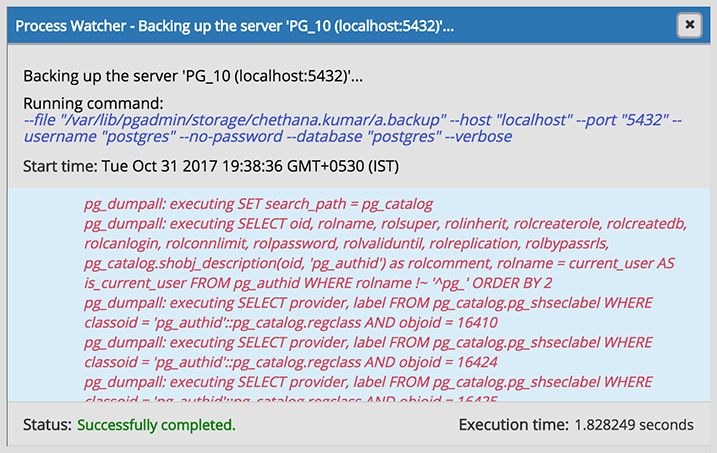 Process Watcher - Backing up the server 'PG_10 (localhost:5432)'...
Backing up the server 'PG_10 (localhost:5432)'...
Running command:
--file "/var/lib/pgadmin/storage/chethana.kumar/a.backup" --host "localhost" --port "5432" --
username "postgres" --no-password --database "postgres" --verbose
Start time: Tue Oct 31 2017 19:38:36 GMT+0530 (IST)
pg_dumpall: executing SET search_path = pg_catalog
pg_dumpall: executing SELECT oid, rolname, rolsuper, rolinherit, rolcreaterole, rolcreatedb,
rolcanlogin, rolconnlimit, rolpassword, rolvaliduntil, rolreplication, rolbypassrls,
pg_catalog.shobj_description(oid, 'pg_authid') as rolcomment, rolname = current_user AS
is_current_user FROM pg_authid WHERE rolname !~ '^pg_' ORDER BY 2
pg_dumpall: executing SELECT provider, label FROM pg_catalog.pg_shseclabel WHERE
classoid = 'pg_authid'::pg_catalog.regclass AND objoid = 16410
pg_dumpall: executing SELECT provider, label FROM pg_catalog.pg_shseclabel WHERE
classoid = 'pg_authid'::pg_catalog.regclass AND objoid = 16424
pg_dumpall: executing SELECT provider, label FROM pg_catalog.pg_shseclabel WHERE
classoid = 'pg_authid'::pg_catalog.regclass AND objoid = 16425
Status: Successfully completed. Execution time: 1.828249 seconds